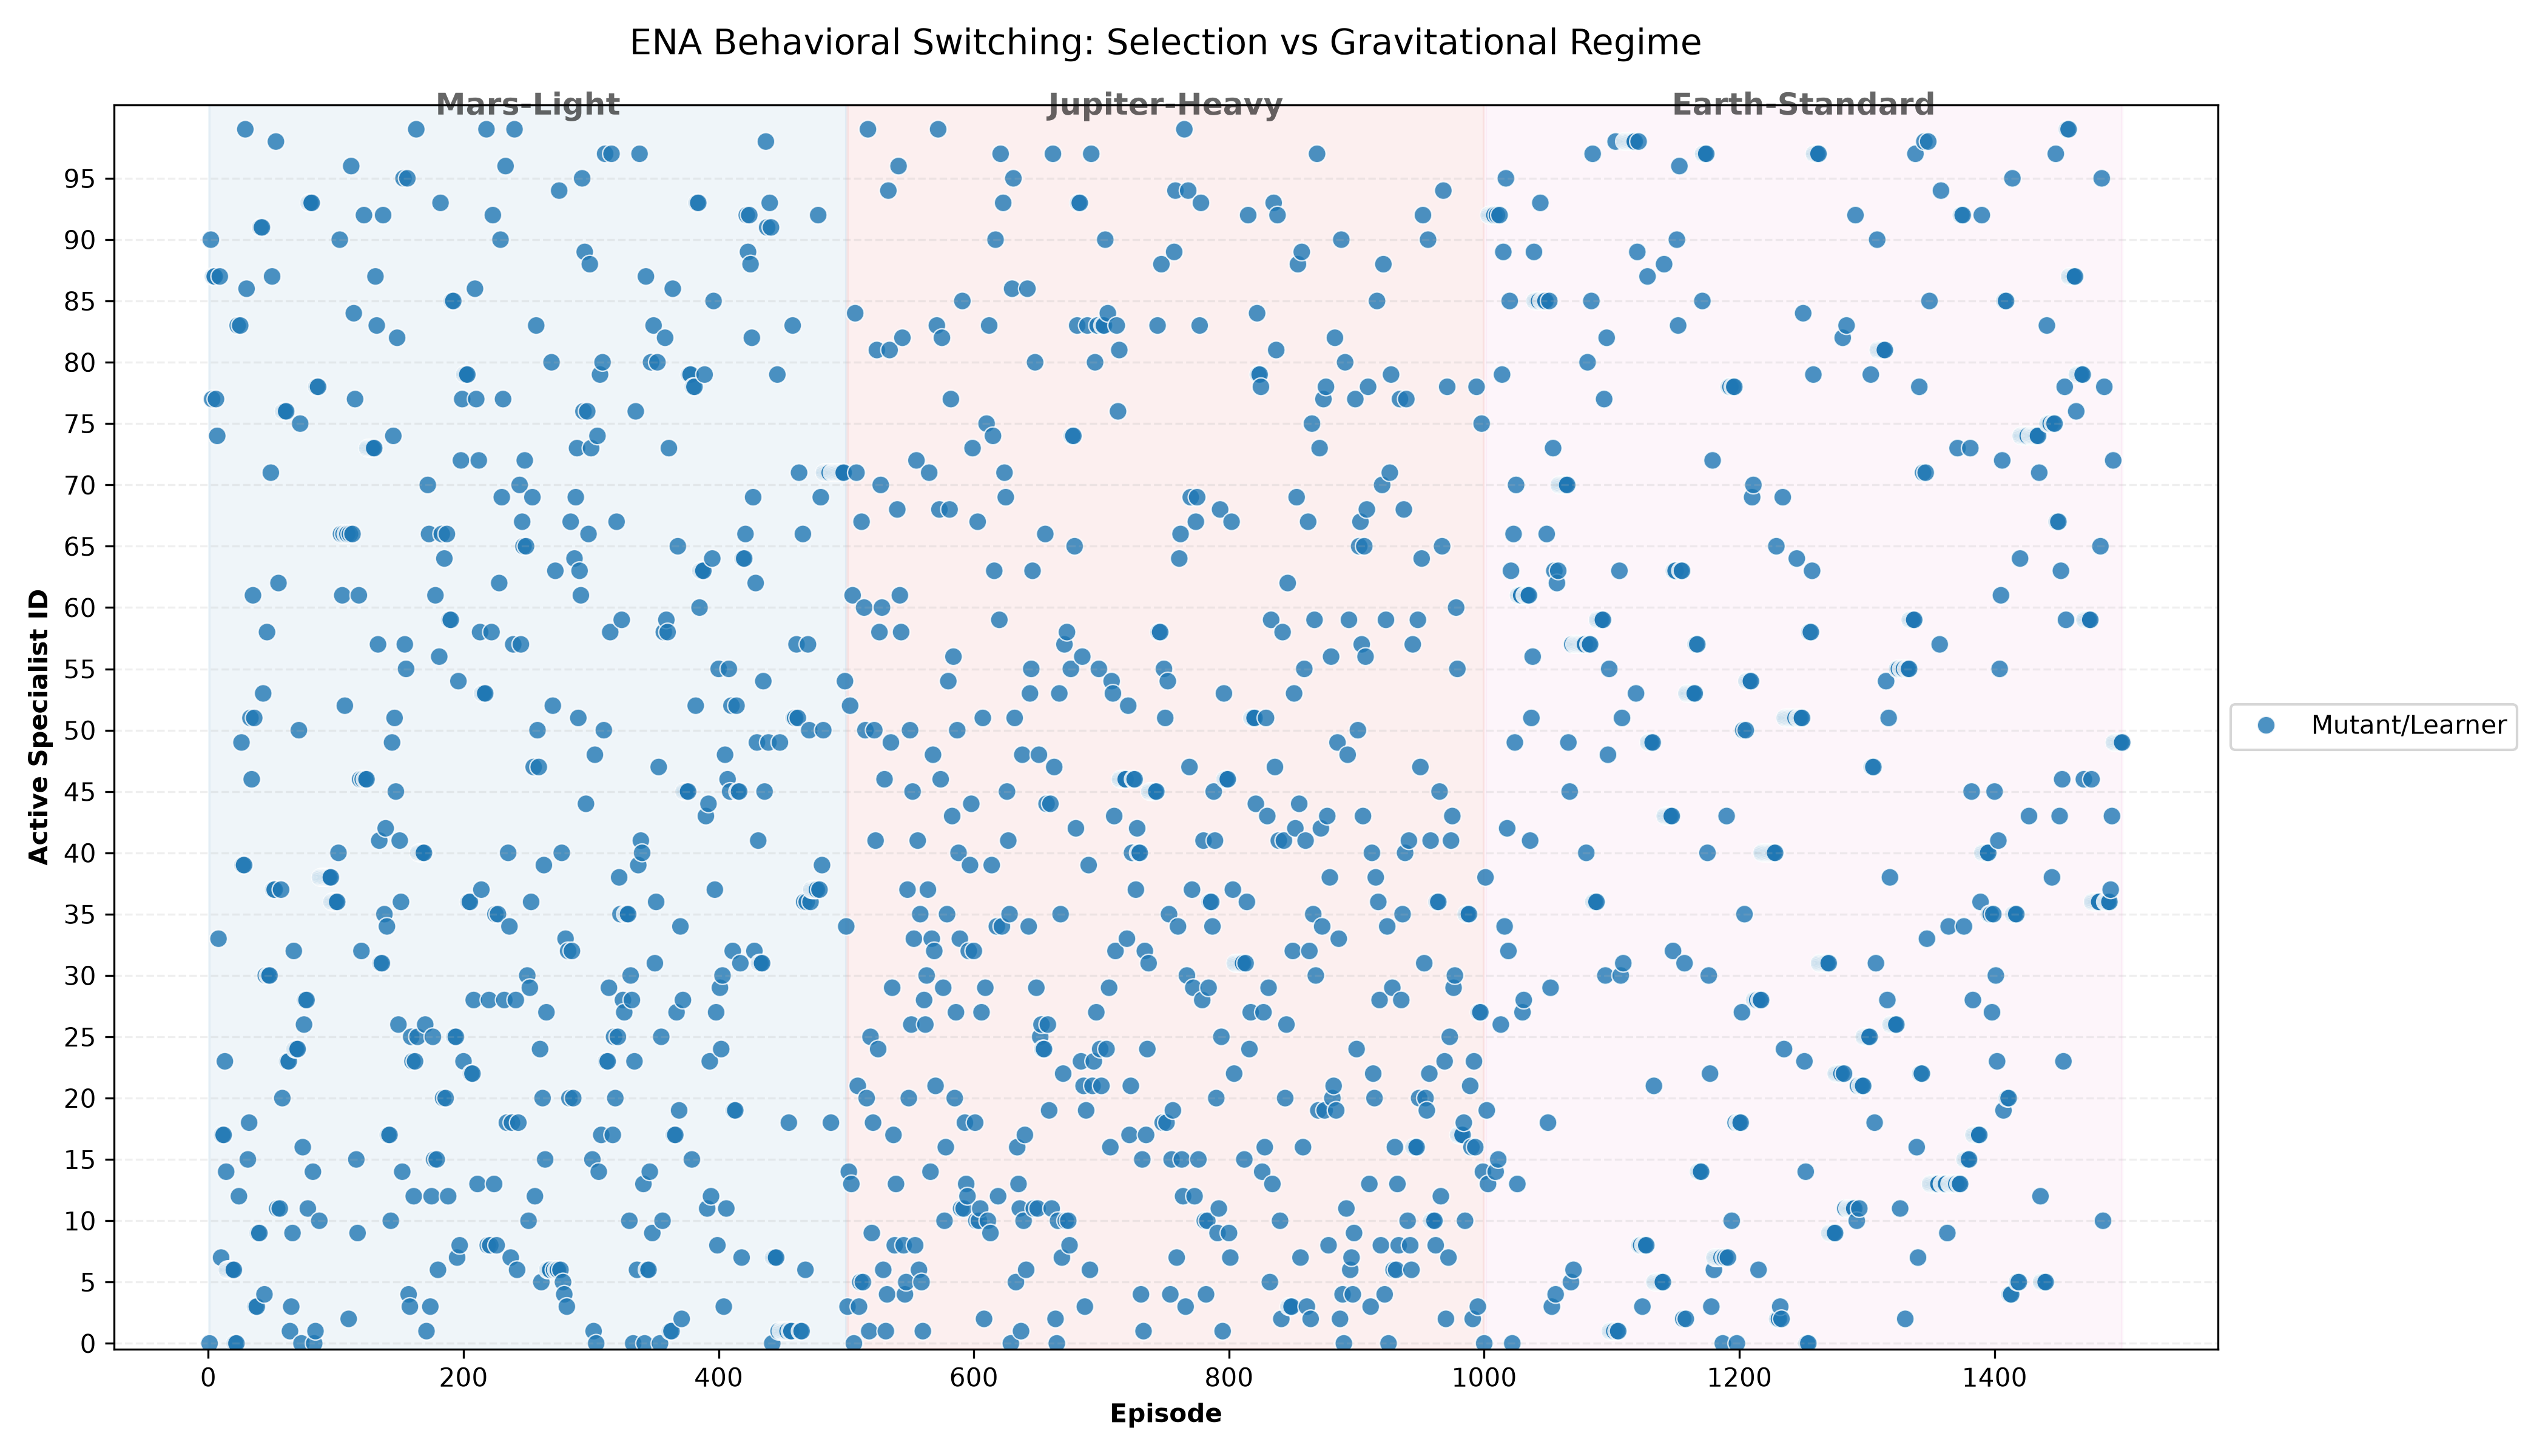 ENA Behavioral Switching: Selection vs Gravitational Regime
Mars-Light
Jupiter-Heavy
Earth-Standard
Active Specialist ID
95
90
85
80
75
70
65
60
55
50
45
40
35
30
25
20
15
10
5
0
Mutant/Learner
0 200 400 600 800 1000 1200 1400
Episode